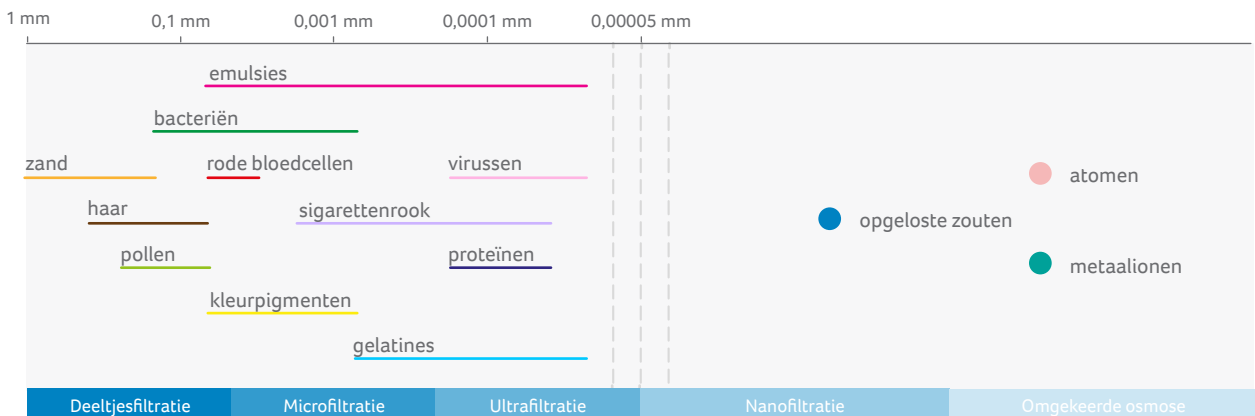 1 mm 0,1 mm 0,001 mm 0,0001 mm 0,00005 mm
emulsies
bacteriën
zand rode bloedcellen virussen
atomen
haar sigarettenrook
opgeloste zouten
pollen proteïnen
metaalionen
kleurpigmenten
gelatines
Deeltjesfiltratie Microfiltratie Ultrafiltratie Nanofiltratie Omgekeerde osmose